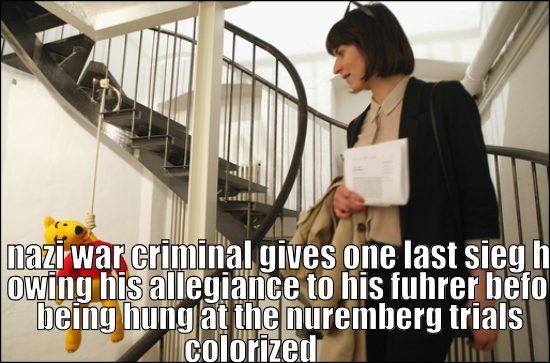 nazi war criminal gives one last sieg h
owing his allegiance to his fuhrer befo
being hung at the nuremberg trials
colorized